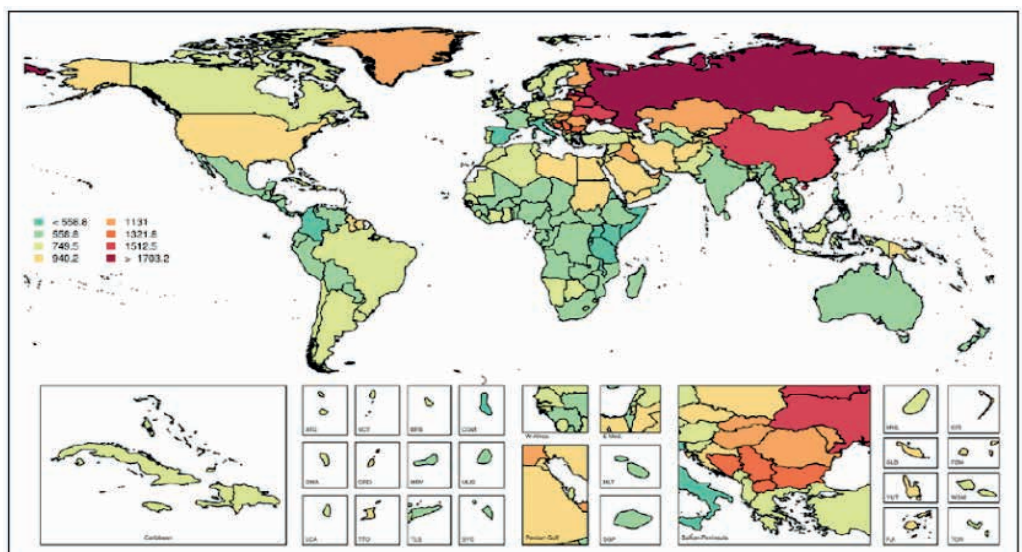 < 558.8
558.8
749.5
940.2
1131
1321.8
1512.5
> 1703.2
Caribbean
ATG
VCT
BRB
COM
DMA
GRD
MDV
MUS
LCA
TTO
TLS
SYC
W Africa
E Med.
Persian Gulf
MLT
SGP
Balkan Peninsula
MHL
KIR
SLB
FSM
VUT
WSM
FJI
TON